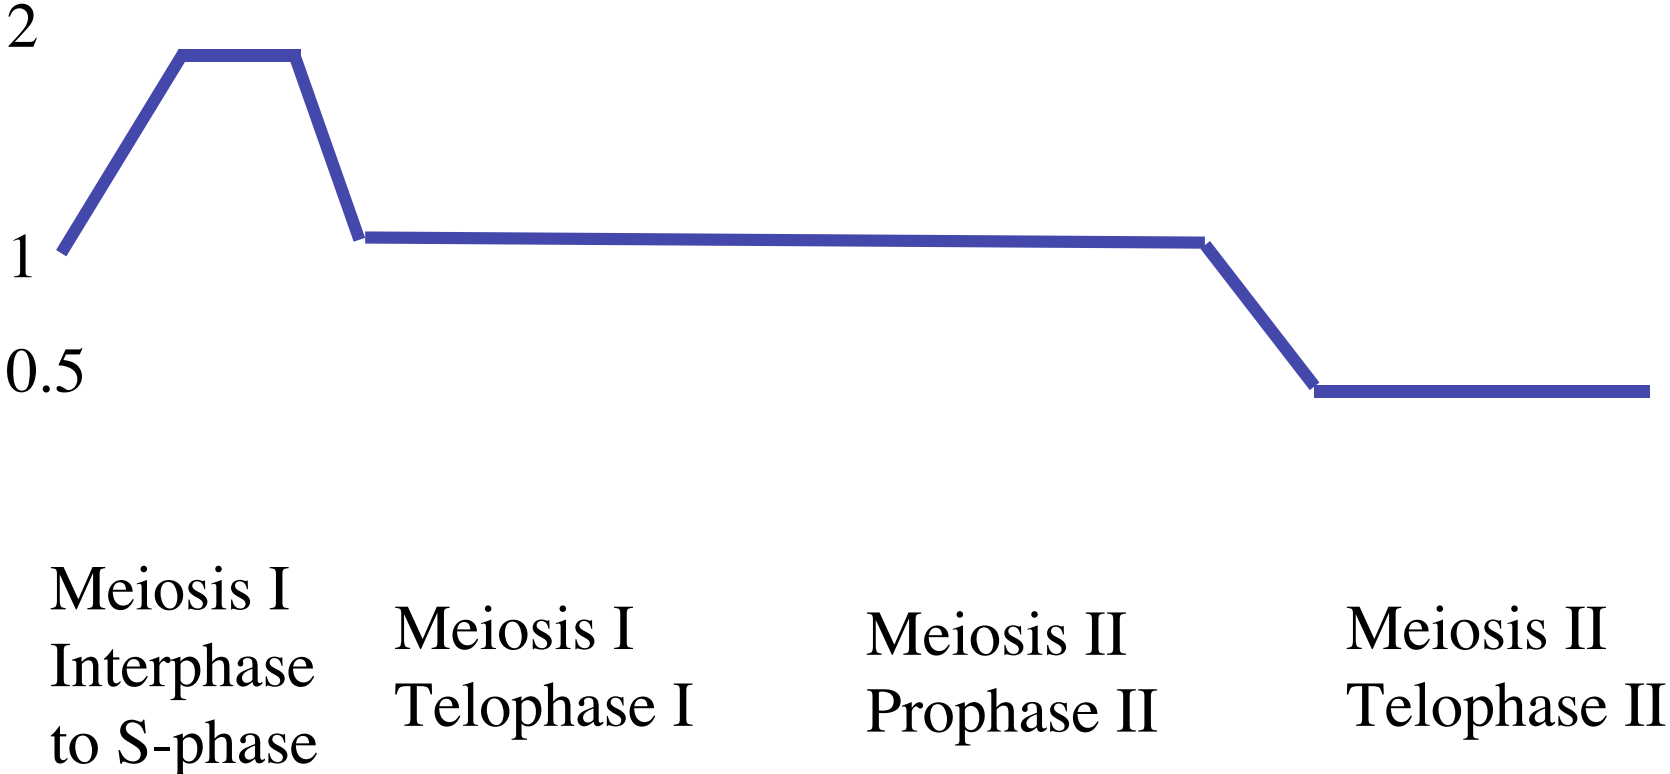 2
1
0.5
Meiosis I
Interphase
to S-phase
Meiosis I
Telophase I
Meiosis II
Prophase II
Meiosis II
Telophase II